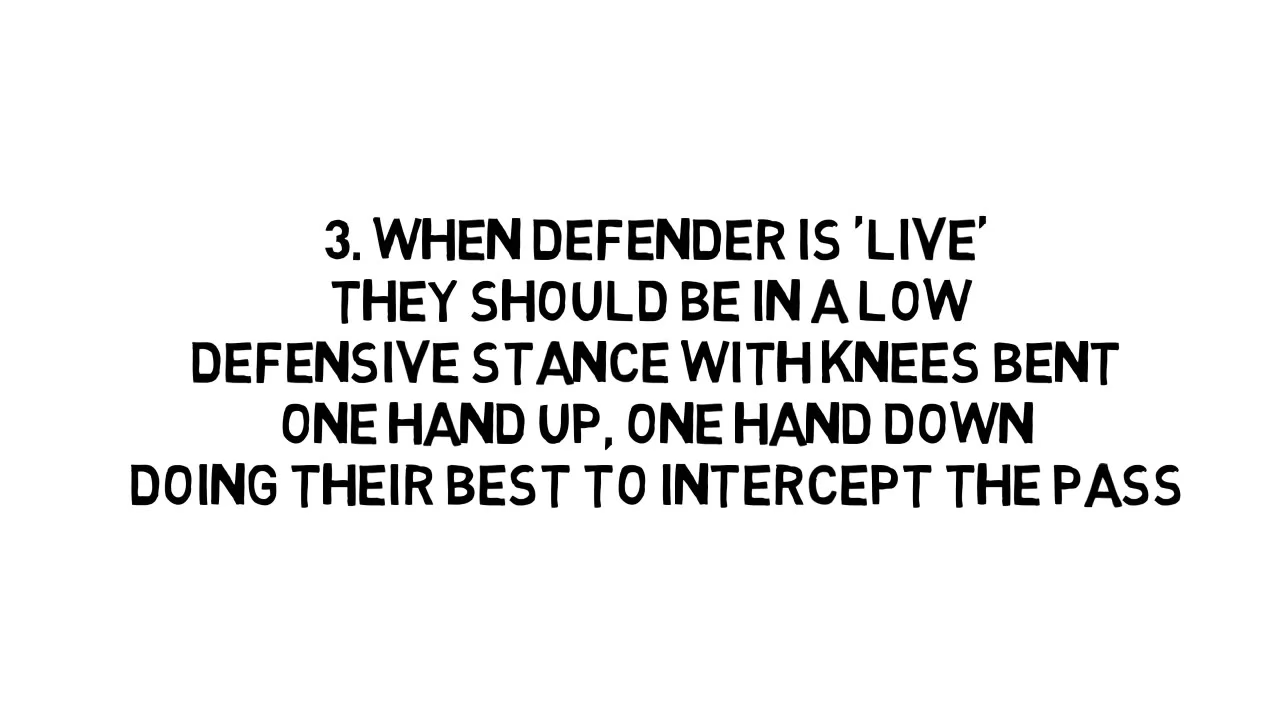 3. WHEN DEFENDER IS 'LIVE'
THEY SHOULD BE IN A LOW
DEFENSIVE STANCE WITH KNEES BENT
ONE HAND UP, ONE HAND DOWN
DOING THEIR BEST TO INTERCEPT THE PASS